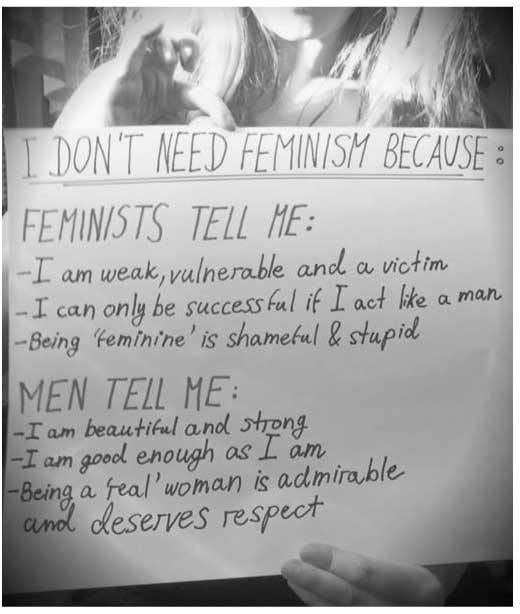 I DON'T NEED FEMINISM BECAUSE:
FEMINISTS TELL ME:
-I am weak, vulnerable and a victim
-I can only be successful if I act like a man
-Being 'feminine' is shameful & stupid
MEN TELL ME:
-I am beautiful and strong
-I am good enough as I am
-Being a 'real' woman is admirable
and deserves respect